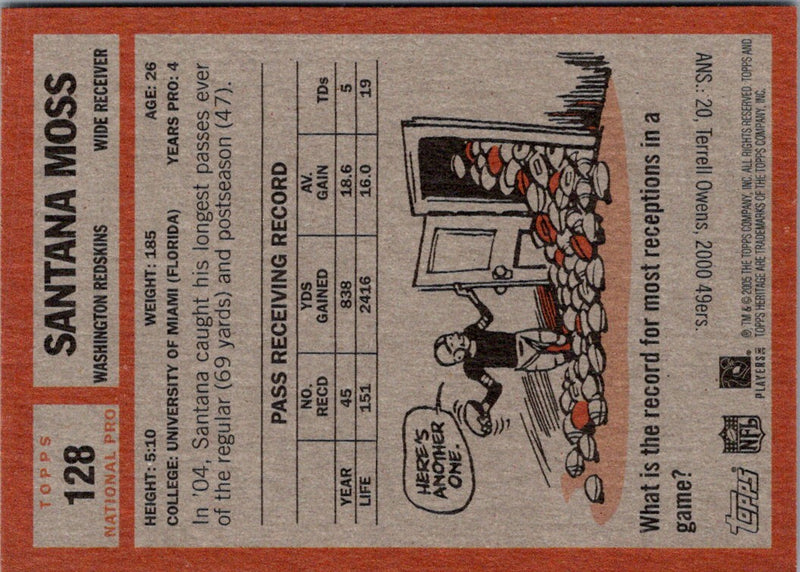 TOPPS
128
NATIONAL PRO
SANTANA MOSS
WASHINGTON REDSKINS WIDE RECEIVER
HEIGHT: 5:10 WEIGHT: 185 AGE: 26
COLLEGE: UNIVERSITY OF MIAMI (FLORIDA) YEARS PRO: 4
In '04, Santana caught his longest passes ever
of the regular (69 yards) and postseason (47).
PASS RECEIVING RECORD
NO. YDS AV.
RECD GAINED GAIN TDs
YEAR 45 838 18.6 5
LIFE 151 2416 16.0 19
HERE'S
ANOTHER
ONE.
What is the record for most receptions in a
game?
ANS.: 20, Terrell Owens, 2000 49ers.
topps
NFL
PLAYERS INC
® TM & © 2005 THE TOPPS COMPANY, INC. ALL RIGHTS RESERVED. TOPPS AND
TOPPS HERITAGE ARE TRADEMARKS OF THE TOPPS COMPANY, INC.